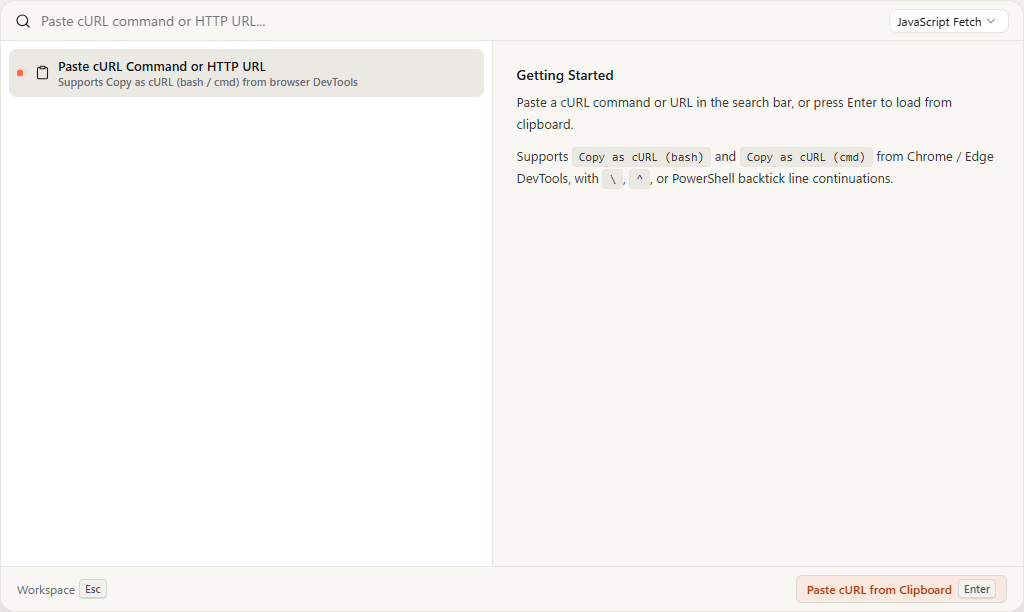 Paste cURL command or HTTP URL...
JavaScript Fetch
Paste cURL Command or HTTP URL
Supports Copy as cURL (bash / cmd) from browser DevTools
Getting Started
Paste a cURL command or URL in the search bar, or press Enter to load from
clipboard.
Supports Copy as cURL (bash) and Copy as cURL (cmd) from Chrome / Edge
DevTools, with \, ^, or PowerShell backtick line continuations.
Workspace Esc
Paste cURL from Clipboard Enter